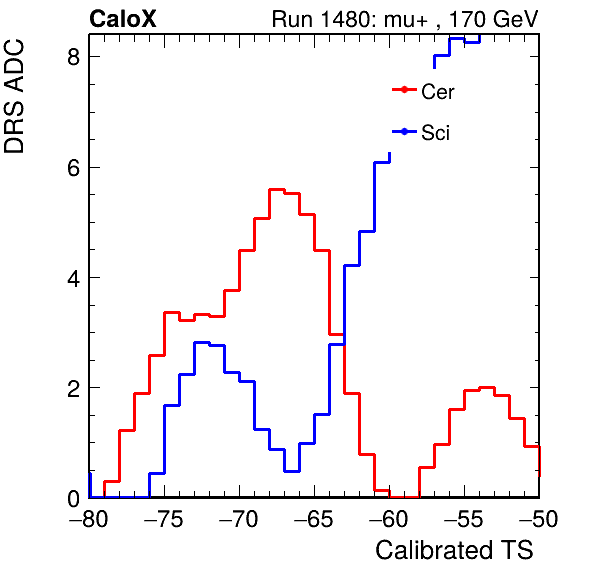 CaloX Run 1480: mu+ , 170 GeV
DRS ADC
8
6
4
2
0
Cer
Sci
−80 −75 −70 −65 −60 −55 −50
Calibrated TS